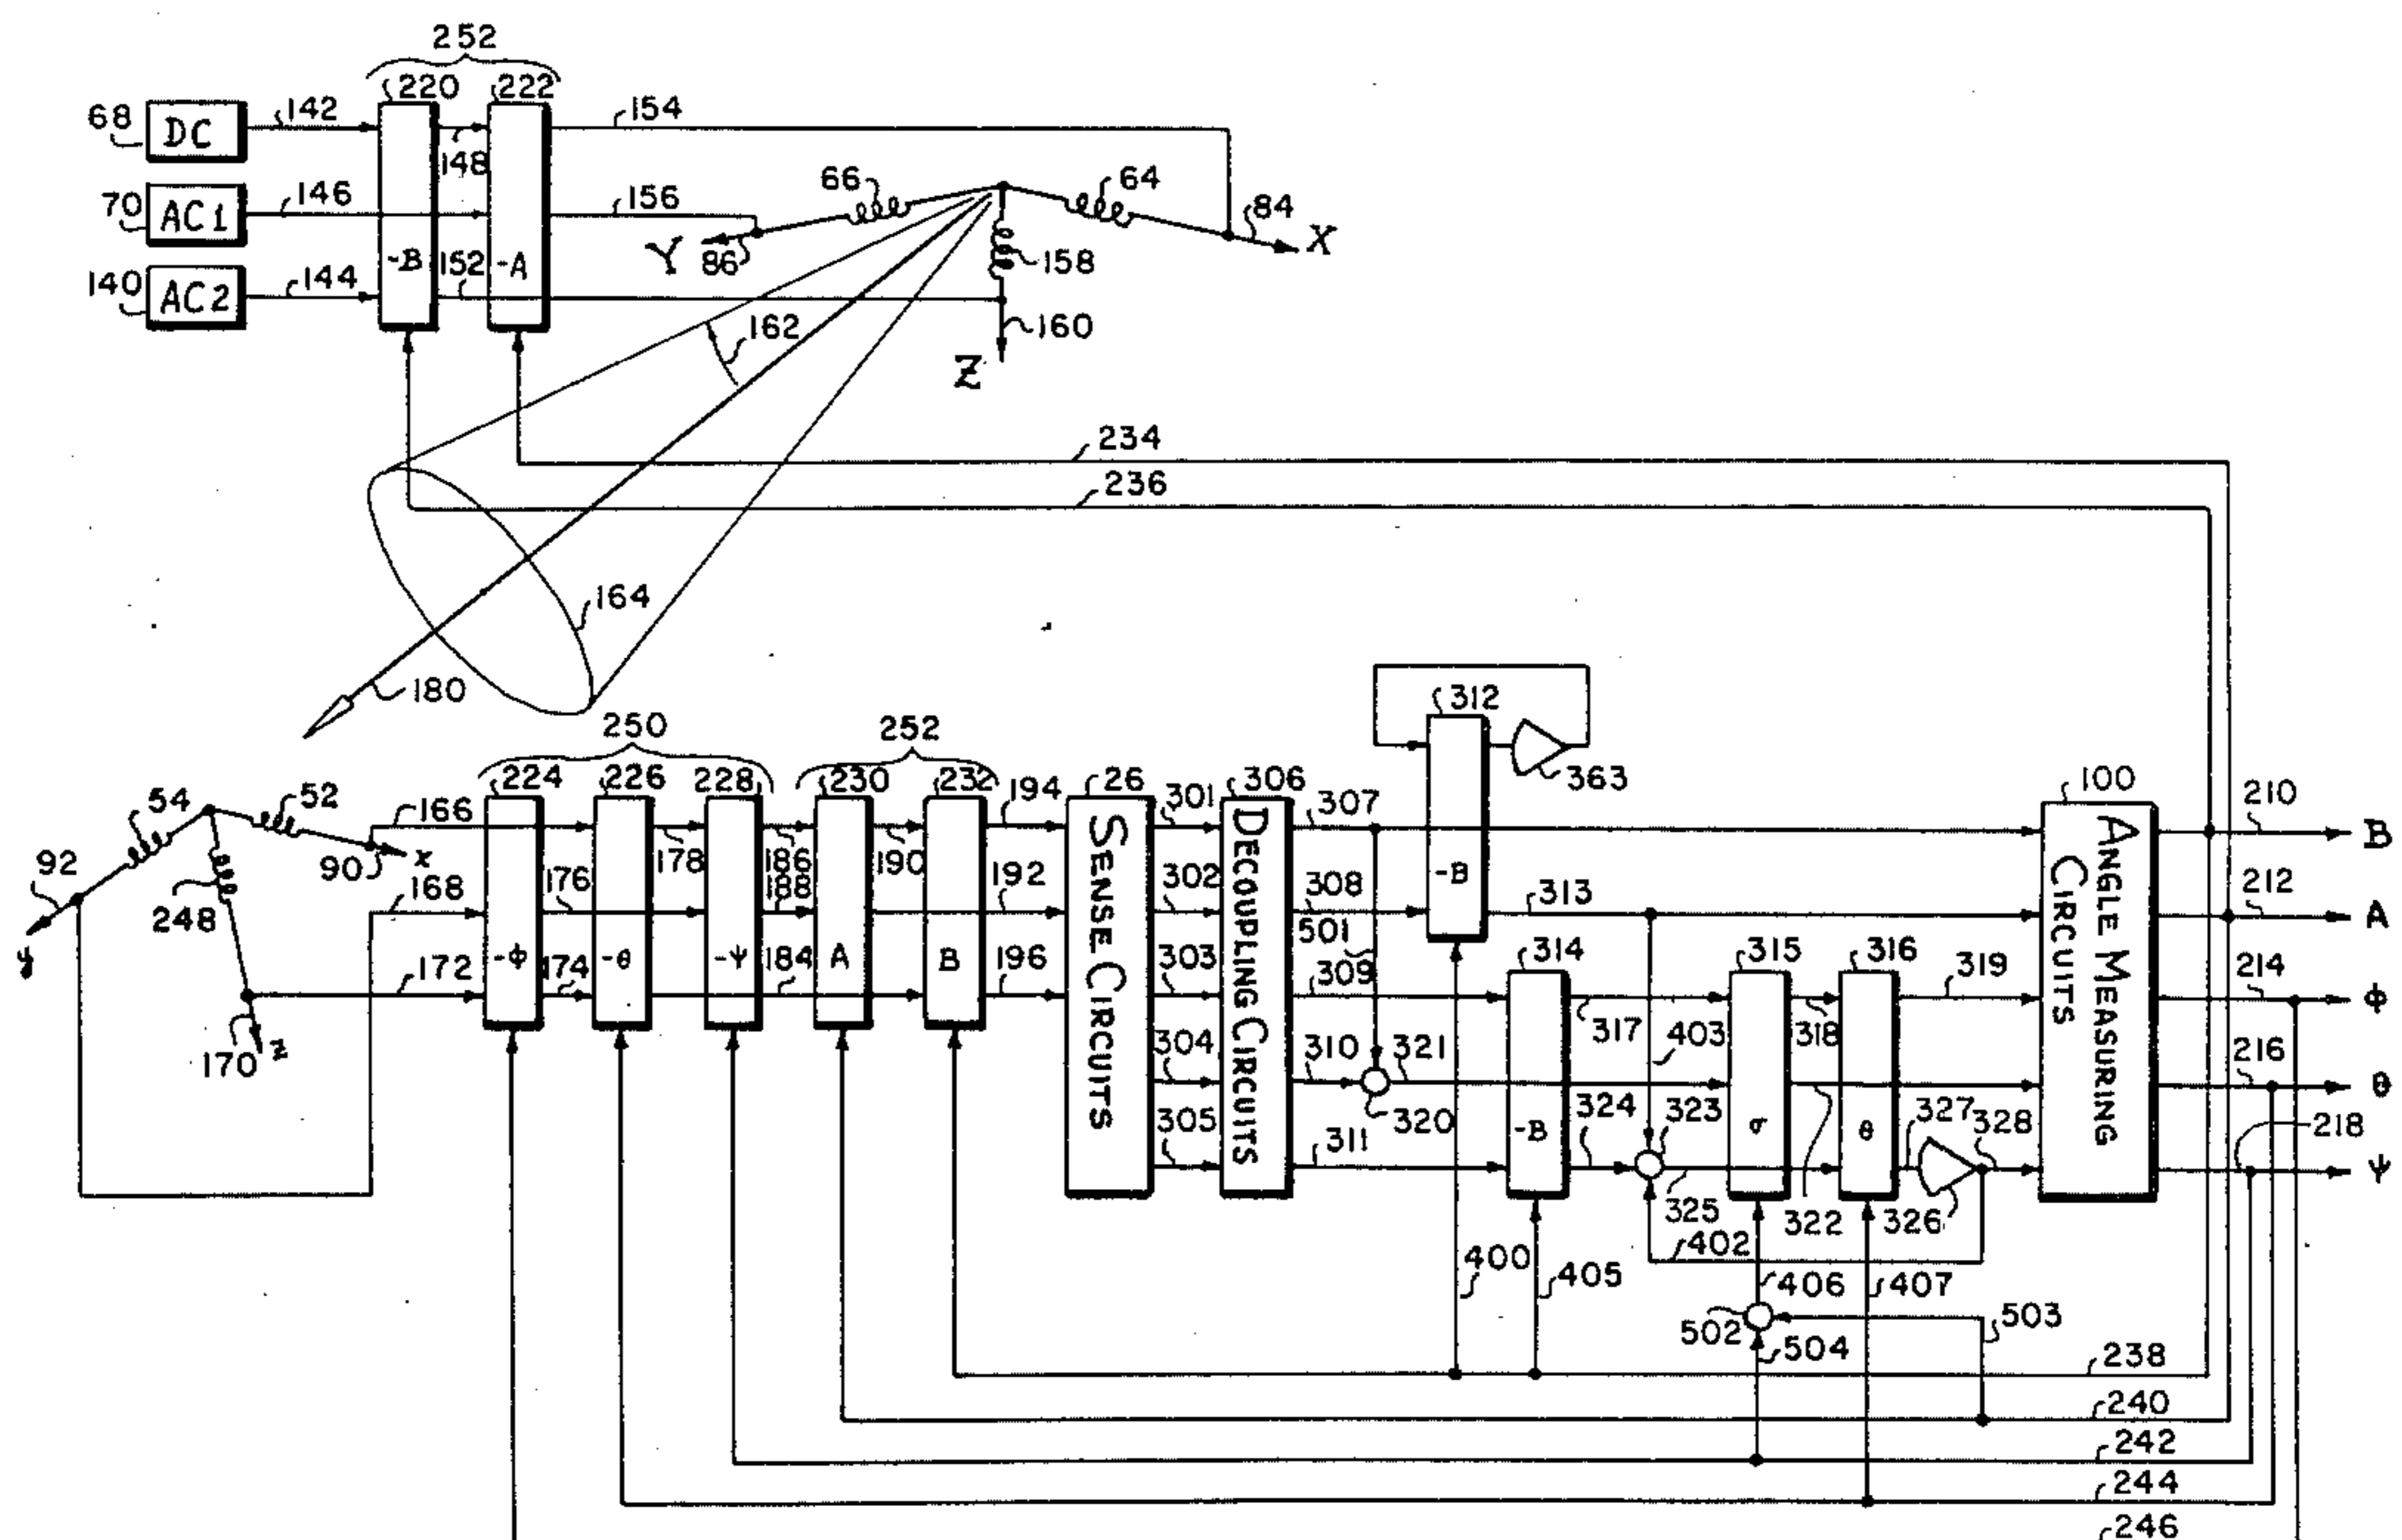 252
220 222
68 DC 142 148 154
70 AC1 146 156
140 AC2 144 -B 152 -A
66 64 84 X
Y 86 158
162 160
Z
234
236
164
180
250 252
312
363
224 226 228 230 232 194
26 306 307
100
210 B
54 52 166
92 90 x
168
248
y
172
170 z
176 178 186 188 190 192
-φ 174 -θ -ψ 184 A B 196
SENSE CIRCUITS
301 302 303 304 305
DECOUPLING CIRCUITS
308 501 309 310 311
-B 313
314 315 316 319
317 403 318
321 320
324 323 327 328
-B σ θ
325 322 326
ANGLE MEASURING CIRCUITS
212 A
214 φ
216 θ
218 ψ
400 405 402 406 407
502 504 503
238
240
242
244
246